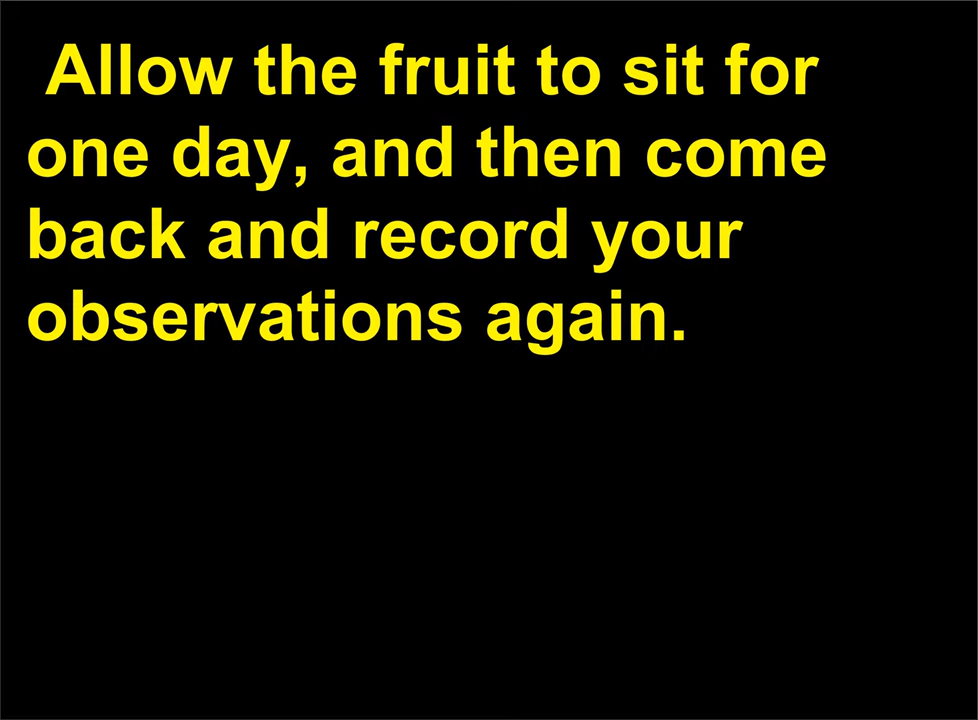 Allow the fruit to sit for
one day, and then come
back and record your
observations again.